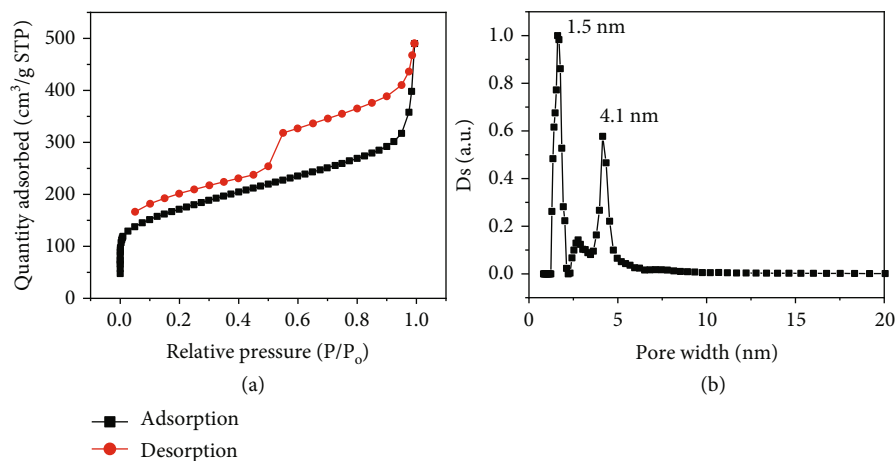 500
400
300
200
100
0
Quantity adsorbed (cm³/g STP)
0.0 0.2 0.4 0.6 0.8 1.0
Relative pressure (P/Pₒ)
(a)
Adsorption
Desorption
1.5 nm
4.1 nm
1.0
0.8
0.6
0.4
0.2
0.0
Ds (a.u.)
0 5 10 15 20
Pore width (nm)
(b)